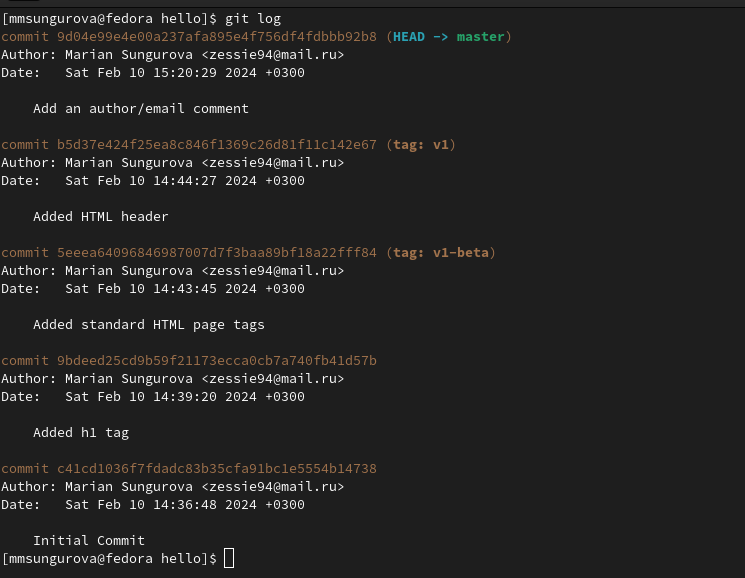 [mmsungurova@fedora hello]$ git log
commit 9d04e99e4e00a237afa895e4f756df4fdbbb92b8 (HEAD -> master)
Author: Marian Sungurova <zessie94@mail.ru>
Date:   Sat Feb 10 15:20:29 2024 +0300

    Add an author/email comment

commit b5d37e424f25ea8c846f1369c26d81f11c142e67 (tag: v1)
Author: Marian Sungurova <zessie94@mail.ru>
Date:   Sat Feb 10 14:44:27 2024 +0300

    Added HTML header

commit 5eeea64096846987007d7f3baa89bf18a22fff84 (tag: v1-beta)
Author: Marian Sungurova <zessie94@mail.ru>
Date:   Sat Feb 10 14:43:45 2024 +0300

    Added standard HTML page tags

commit 9bdeed25cd9b59f21173ecca0cb7a740fb41d57b
Author: Marian Sungurova <zessie94@mail.ru>
Date:   Sat Feb 10 14:39:20 2024 +0300

    Added h1 tag

commit c41cd1036f7fdadc83b35cfa91bc1e5554b14738
Author: Marian Sungurova <zessie94@mail.ru>
Date:   Sat Feb 10 14:36:48 2024 +0300

    Initial Commit
[mmsungurova@fedora hello]$